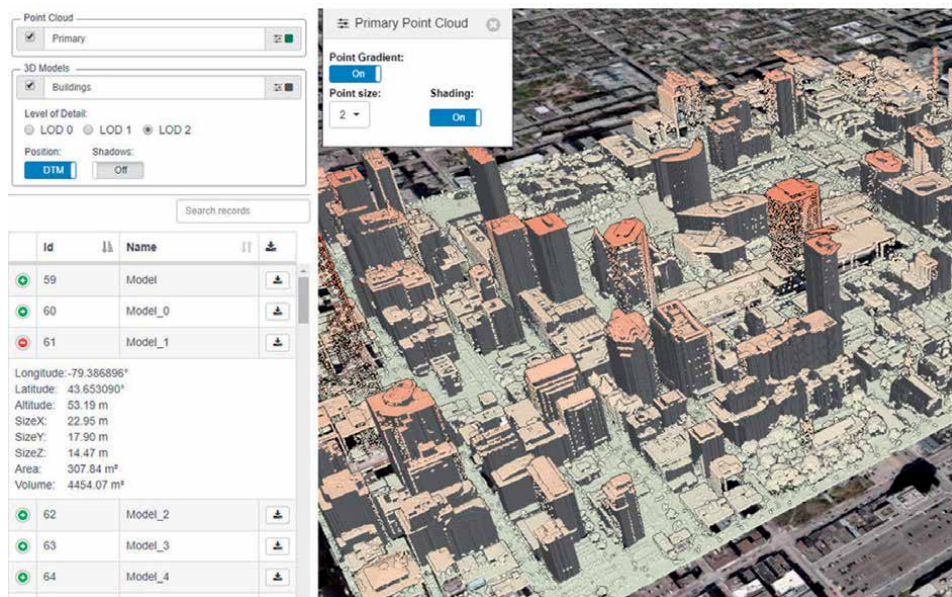 Point Cloud
Primary
3D Models
Buildings
Level of Detail:
LOD 0 LOD 1 LOD 2
Position: Shadows:
DTM Off
Search records
Id Name
59 Model
60 Model_0
61 Model_1
Longitude: -79.386896°
Latitude: 43.653090°
Altitude: 53.19 m
SizeX: 22.95 m
SizeY: 17.90 m
SizeZ: 14.47 m
Area: 307.84 m²
Volume: 4454.07 m³
62 Model_2
63 Model_3
64 Model_4
Primary Point Cloud
Point Gradient:
On
Point size: Shading:
2 On